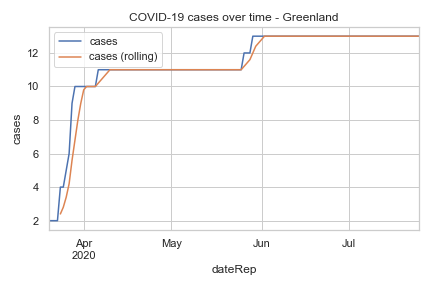 COVID-19 cases over time - Greenland
cases
cases (rolling)
12
10
8
6
4
2
cases
Apr
2020
May
Jun
Jul
dateRep